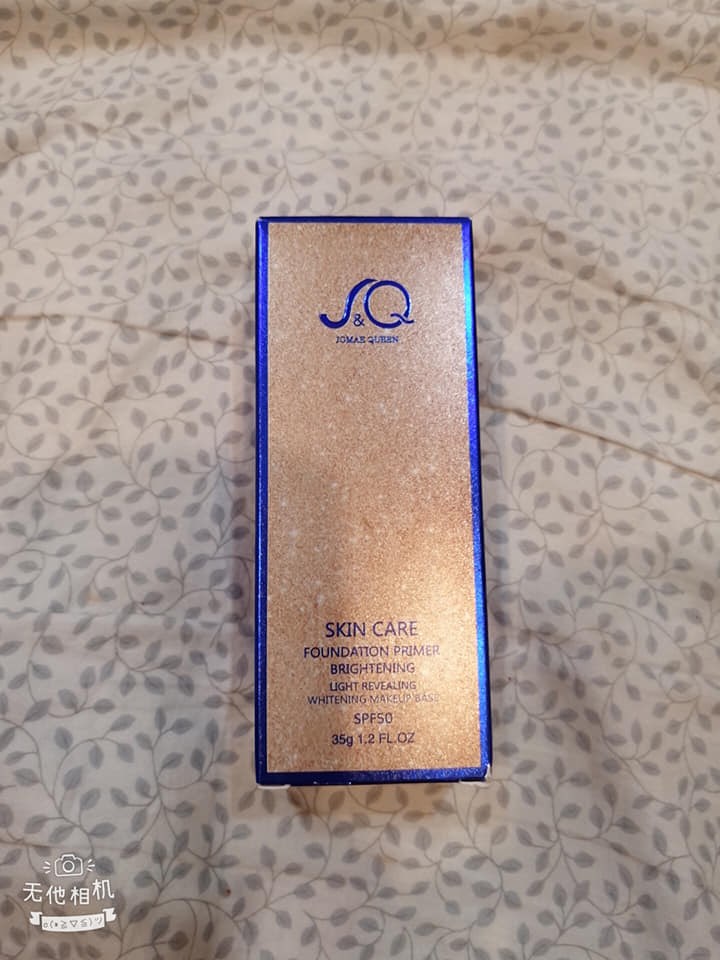 J&Q
JOMAE QUEEN
SKIN CARE
FOUNDATION PRIMER
BRIGHTENING
LIGHT REVEALING
WHITENING MAKEUP BASE
SPF50
35g 1.2 FL.OZ
无他相机
o(*≧▽≦)ツ